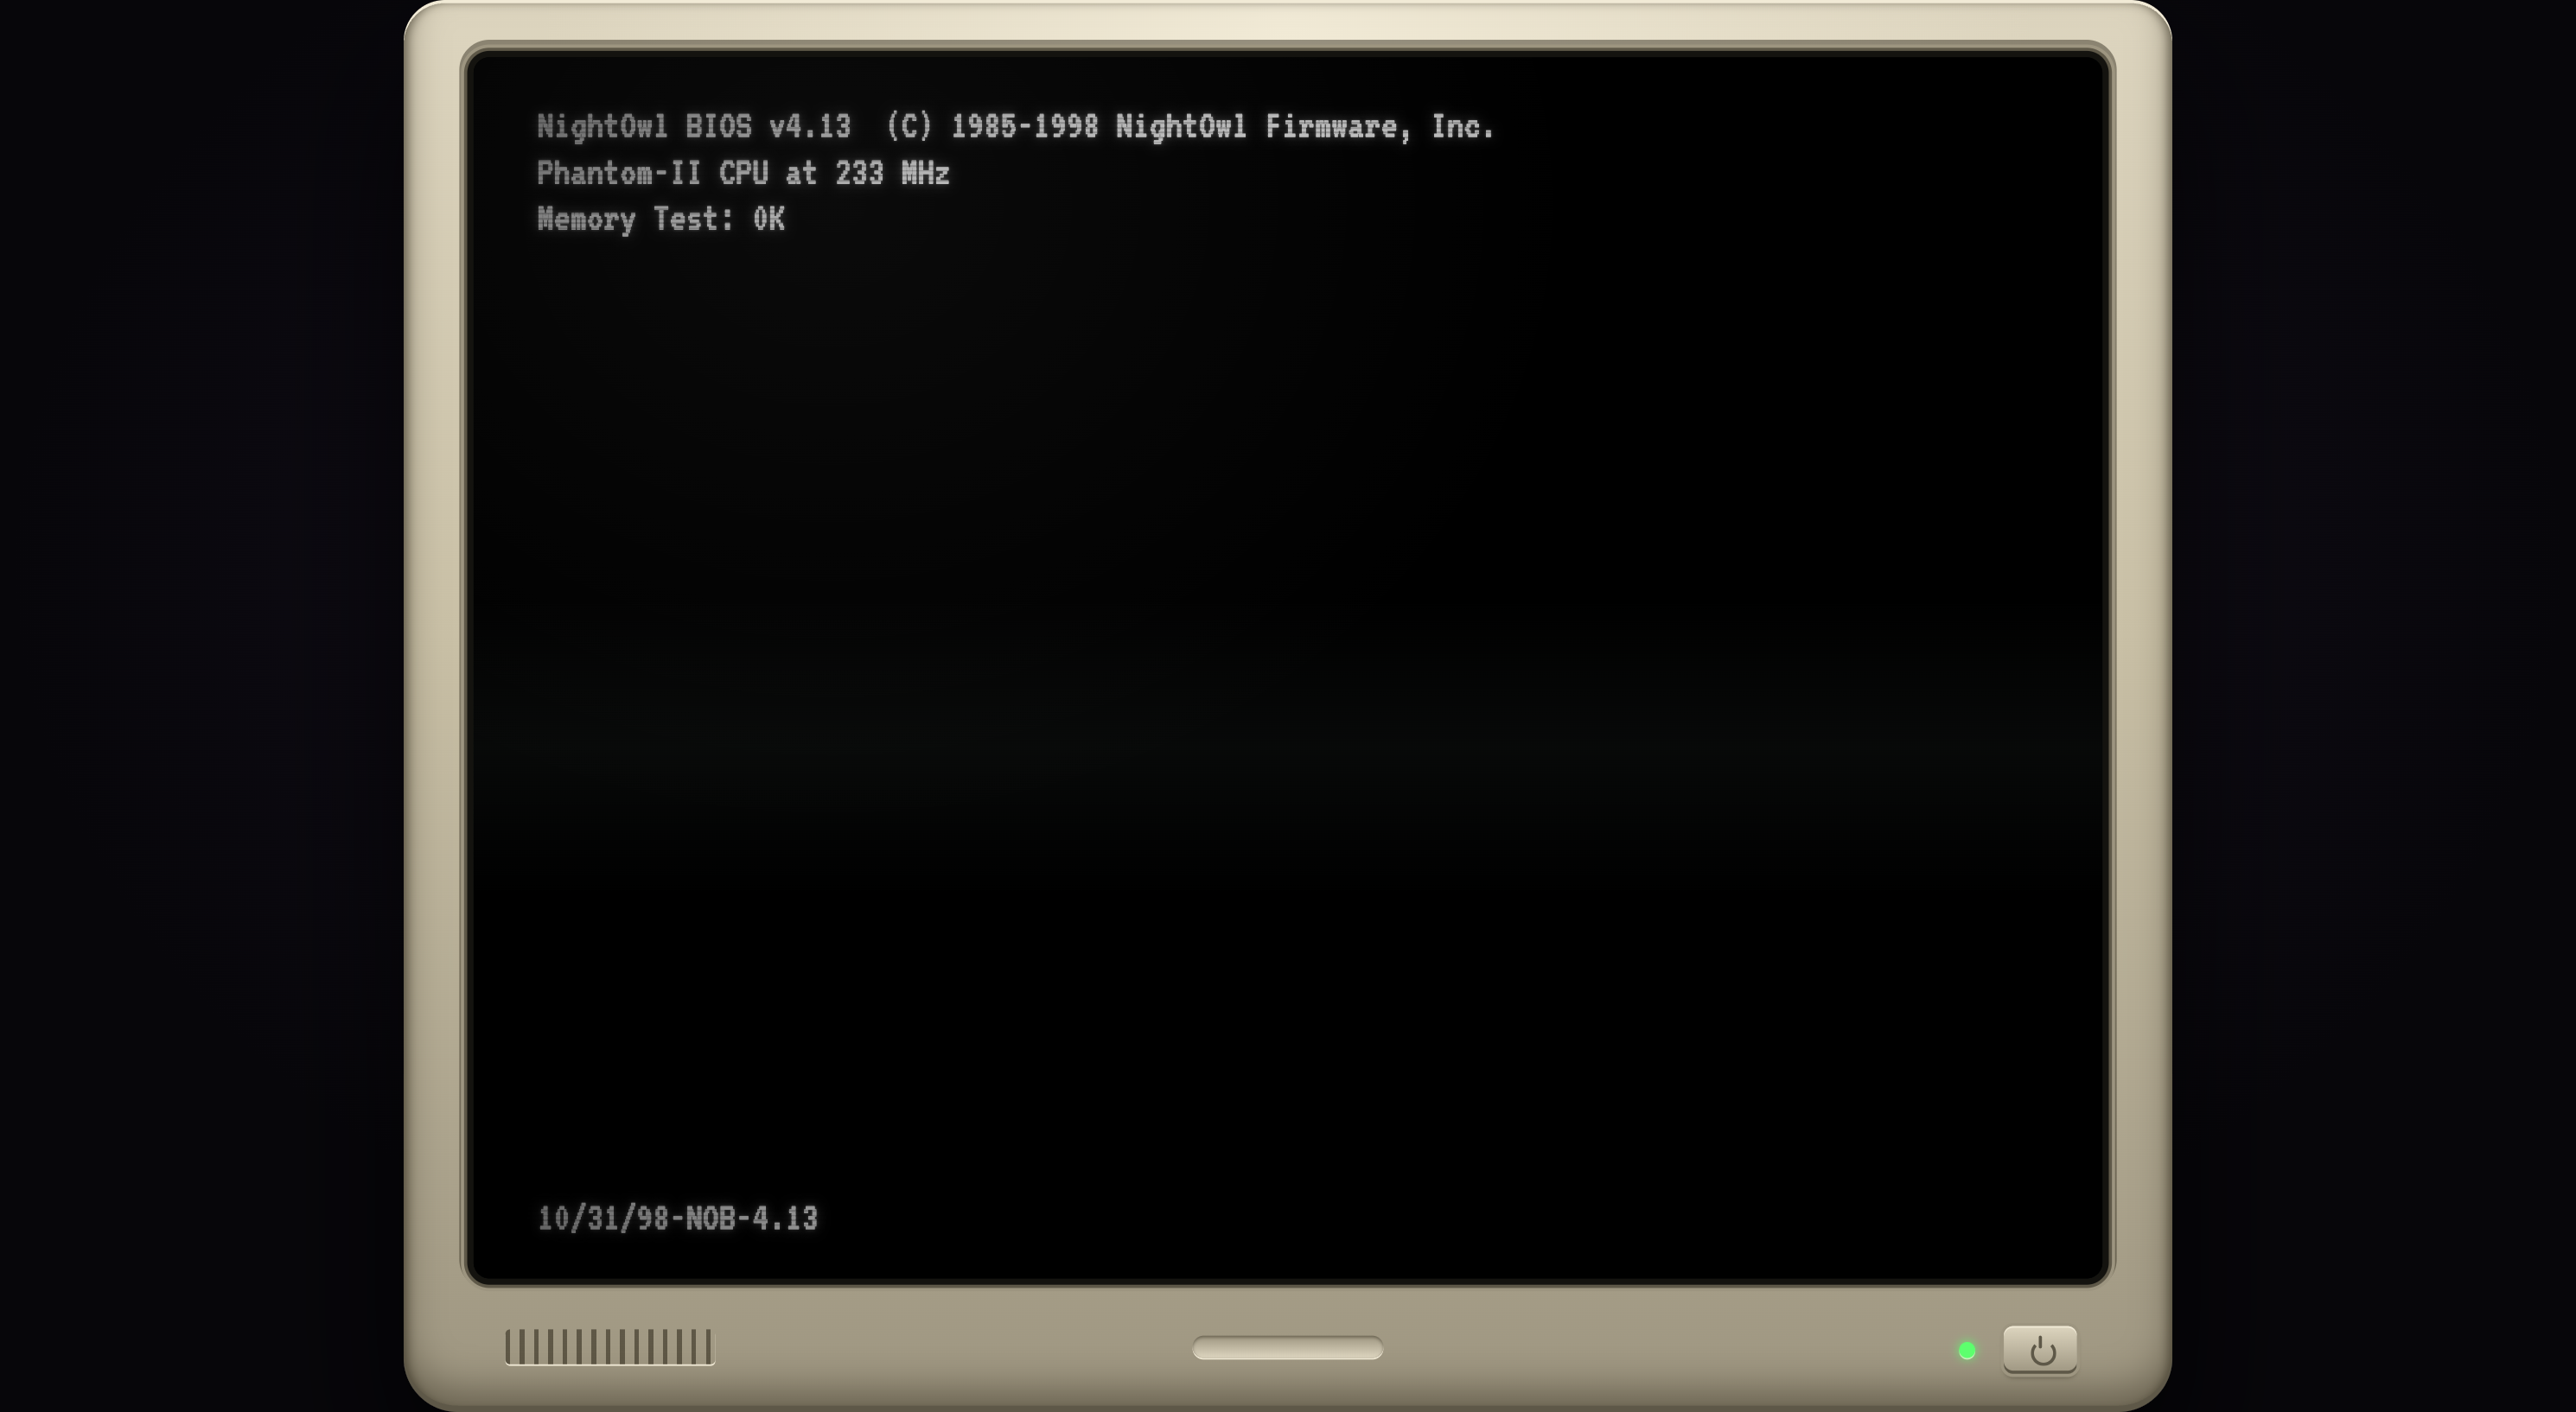 NightOwl BIOS v4.13  (C) 1985-1998 NightOwl Firmware, Inc.
Phantom-II CPU at 233 MHz
Memory Test: 0K
10/31/98-NOB-4.13